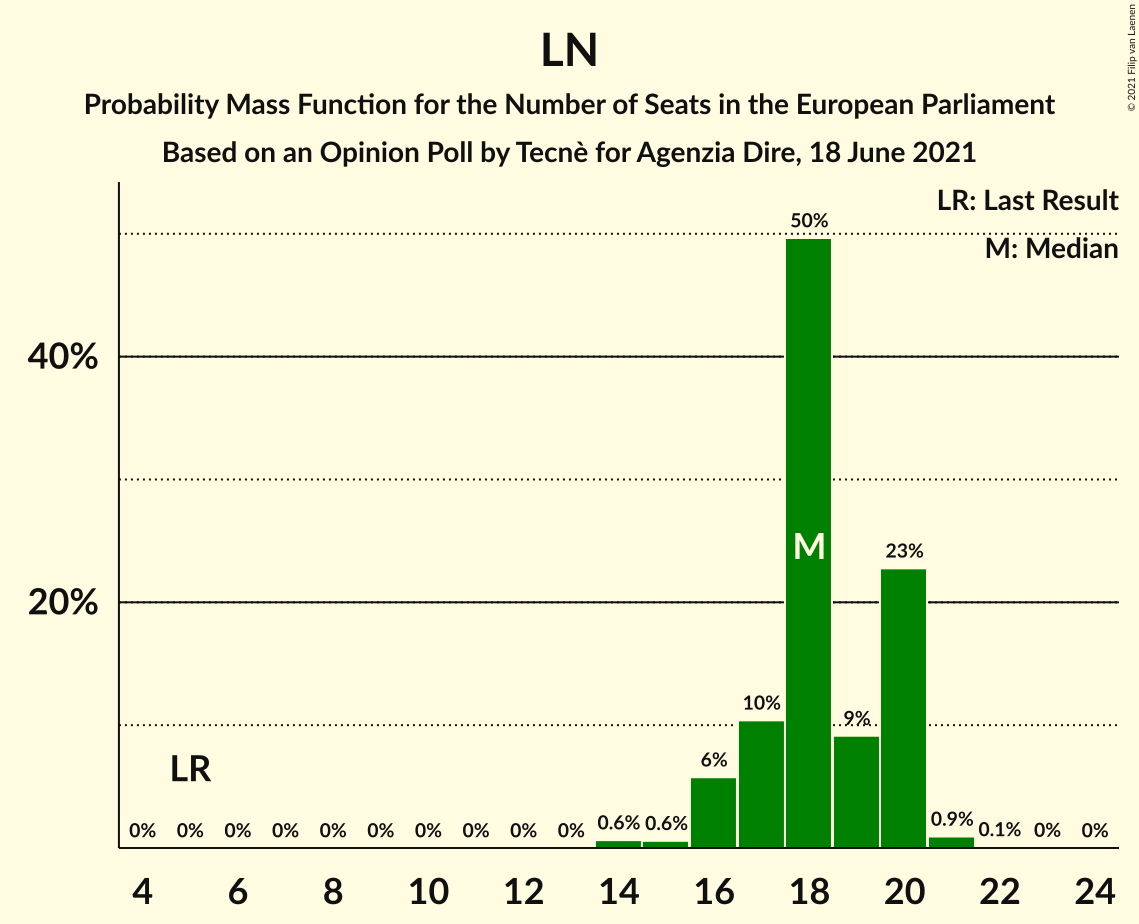 LN
Probability Mass Function for the Number of Seats in the European Parliament
Based on an Opinion Poll by Tecnè for Agenzia Dire, 18 June 2021
© 2021 Filip van Laenen
LR: Last Result
M: Median
40%
20%
LR
M
0% 0% 0% 0% 0% 0% 0% 0% 0% 0% 0.6% 0.6% 6% 10% 50% 9% 23% 0.9% 0.1% 0% 0%
4 6 8 10 12 14 16 18 20 22 24